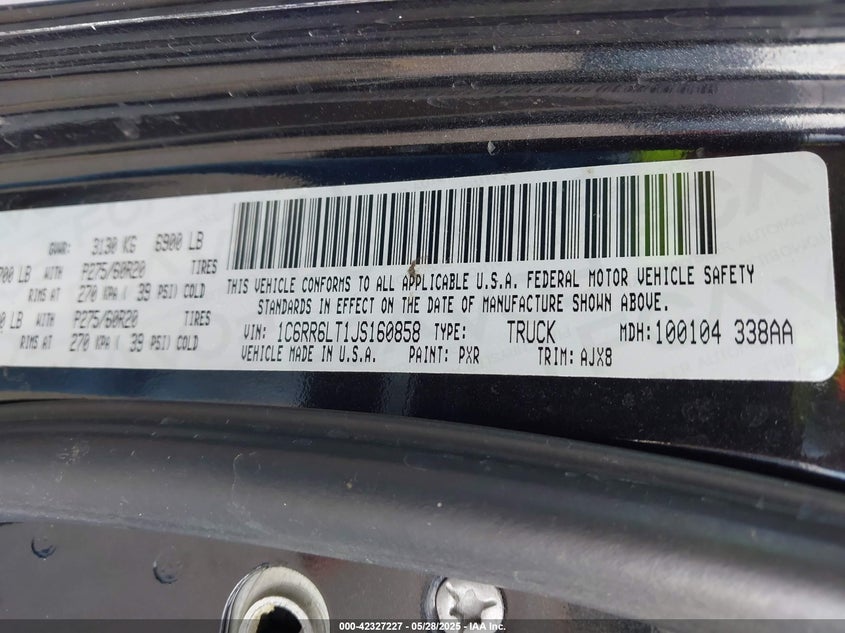 GVWR: 3130 KG 6900 LB
700 LB WITH P275/60R20 TIRES
RIMS AT 270 KPA ( 39 PSI) COLD
0 LB WITH P275/60R20 TIRES
RIMS AT 270 KPA ( 39 PSI) COLD
THIS VEHICLE CONFORMS TO ALL APPLICABLE U.S.A. FEDERAL MOTOR VEHICLE SAFETY
STANDARDS IN EFFECT ON THE DATE OF MANUFACTURE SHOWN ABOVE.
VIN: 1C6RR6LT1JS160858 TYPE: TRUCK MDH:100104 338AA
VEHICLE MADE IN U.S.A. PAINT: PXR TRIM: AJX8
000-42327227 - 05/28/2025 - IAA Inc.